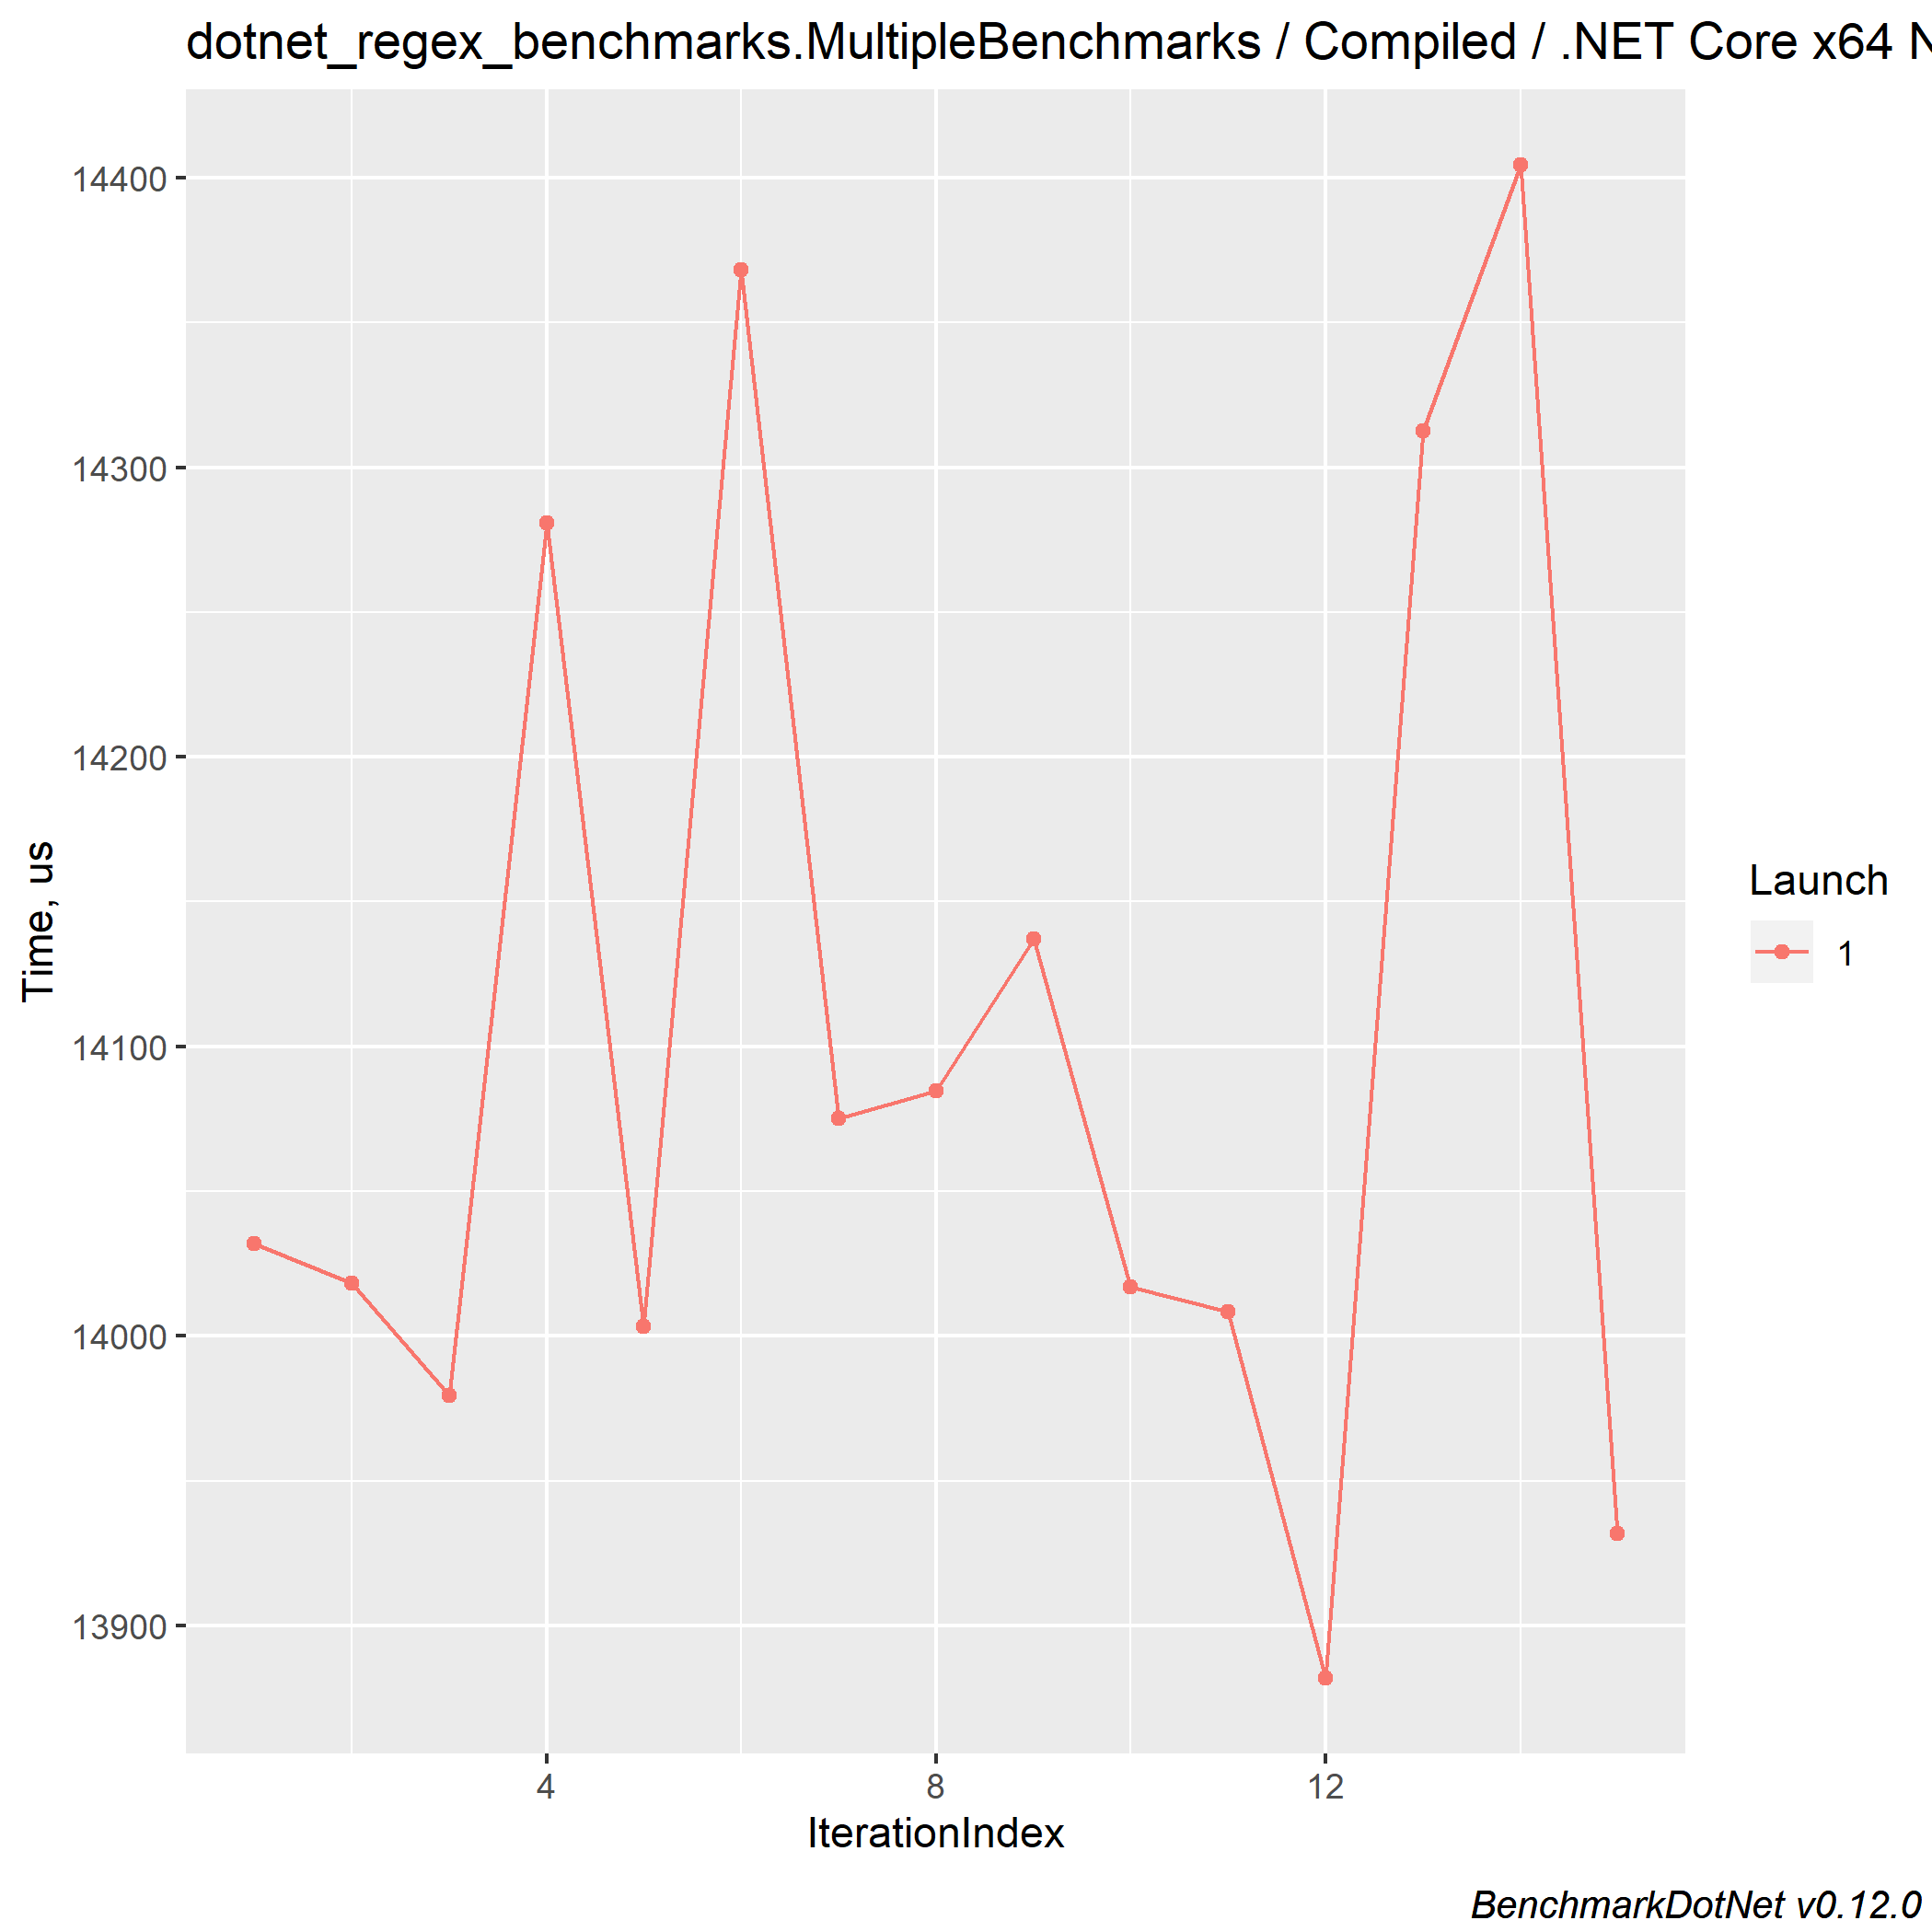 dotnet_regex_benchmarks.MultipleBenchmarks / Compiled / .NET Core x64 N
14400
14300
14200
14100
14000
13900
Time, us
4 8 12
IterationIndex
Launch
1
BenchmarkDotNet v0.12.0